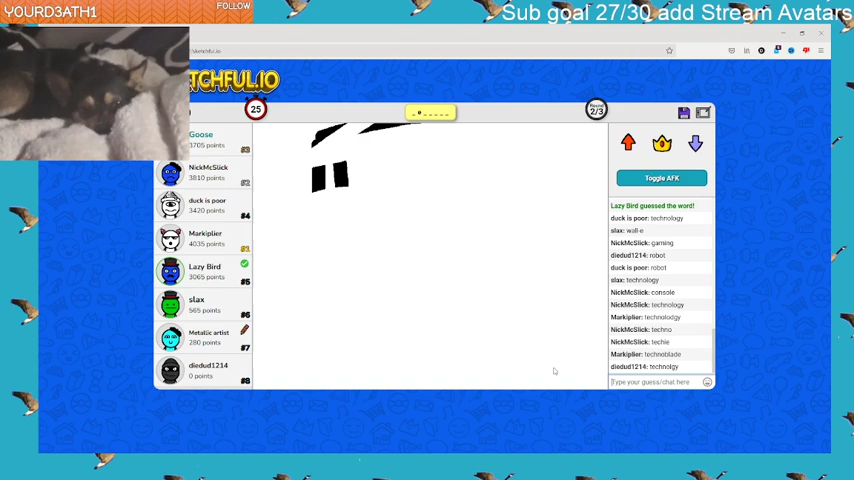 YOURD3ATH1
FOLLOW
Sub goal 27/30 add Stream Avatars
TCHFUL.IO
25
_ e _ _ _ _ _
Round
2/3
Goose
3705 points
#3
NickMcSlick
3810 points
#2
duck is poor
3420 points
#4
Markiplier
4035 points
#1
Lazy Bird
3065 points
#5
slax
565 points
#6
Metallic artist
280 points
#7
diedud1214
0 points
#8
Toggle AFK
Lazy Bird guessed the word!
duck is poor: technology
slax: wall-e
NickMcSlick: gaming
diedud1214: robot
duck is poor: robot
slax: technology
NickMcSlick: console
NickMcSlick: technology
Markiplier: technolodgy
NickMcSlick: techno
NickMcSlick: techie
Markiplier: technoblade
diedud1214: technolgy
Type your guess/chat here